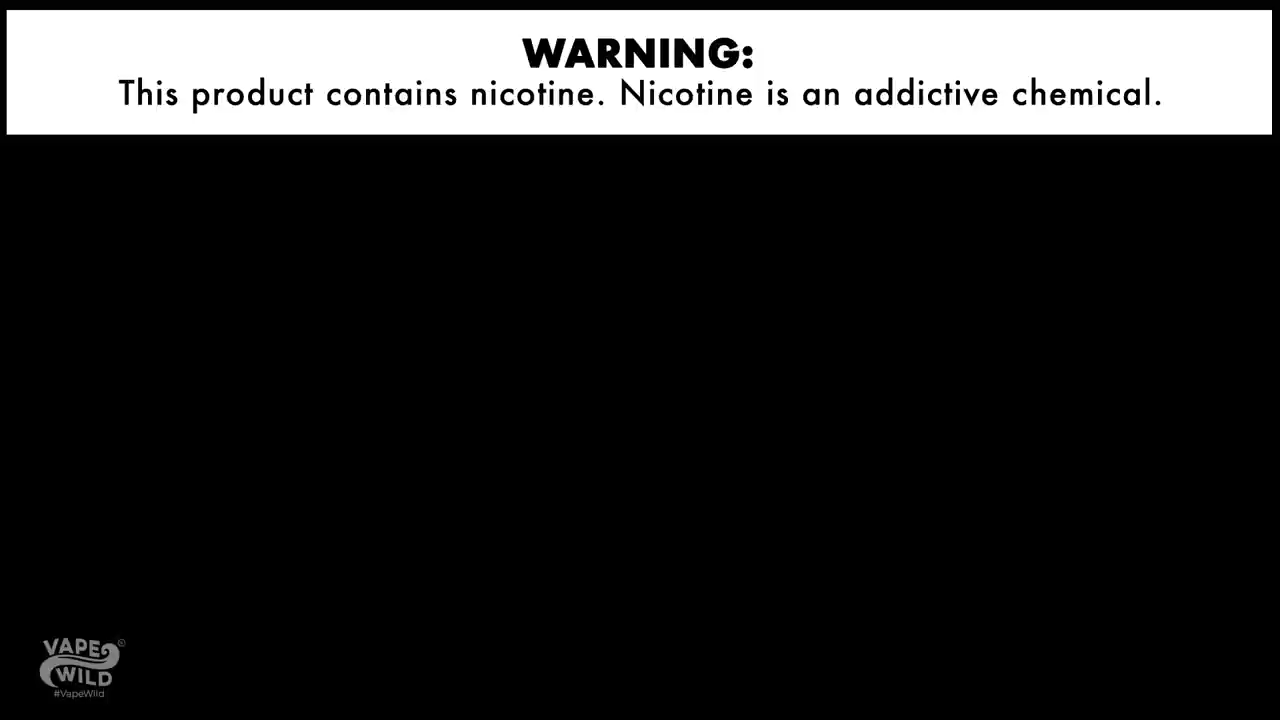 WARNING:
This product contains nicotine. Nicotine is an addictive chemical.
VAPE
WILD
®
#VapeWild